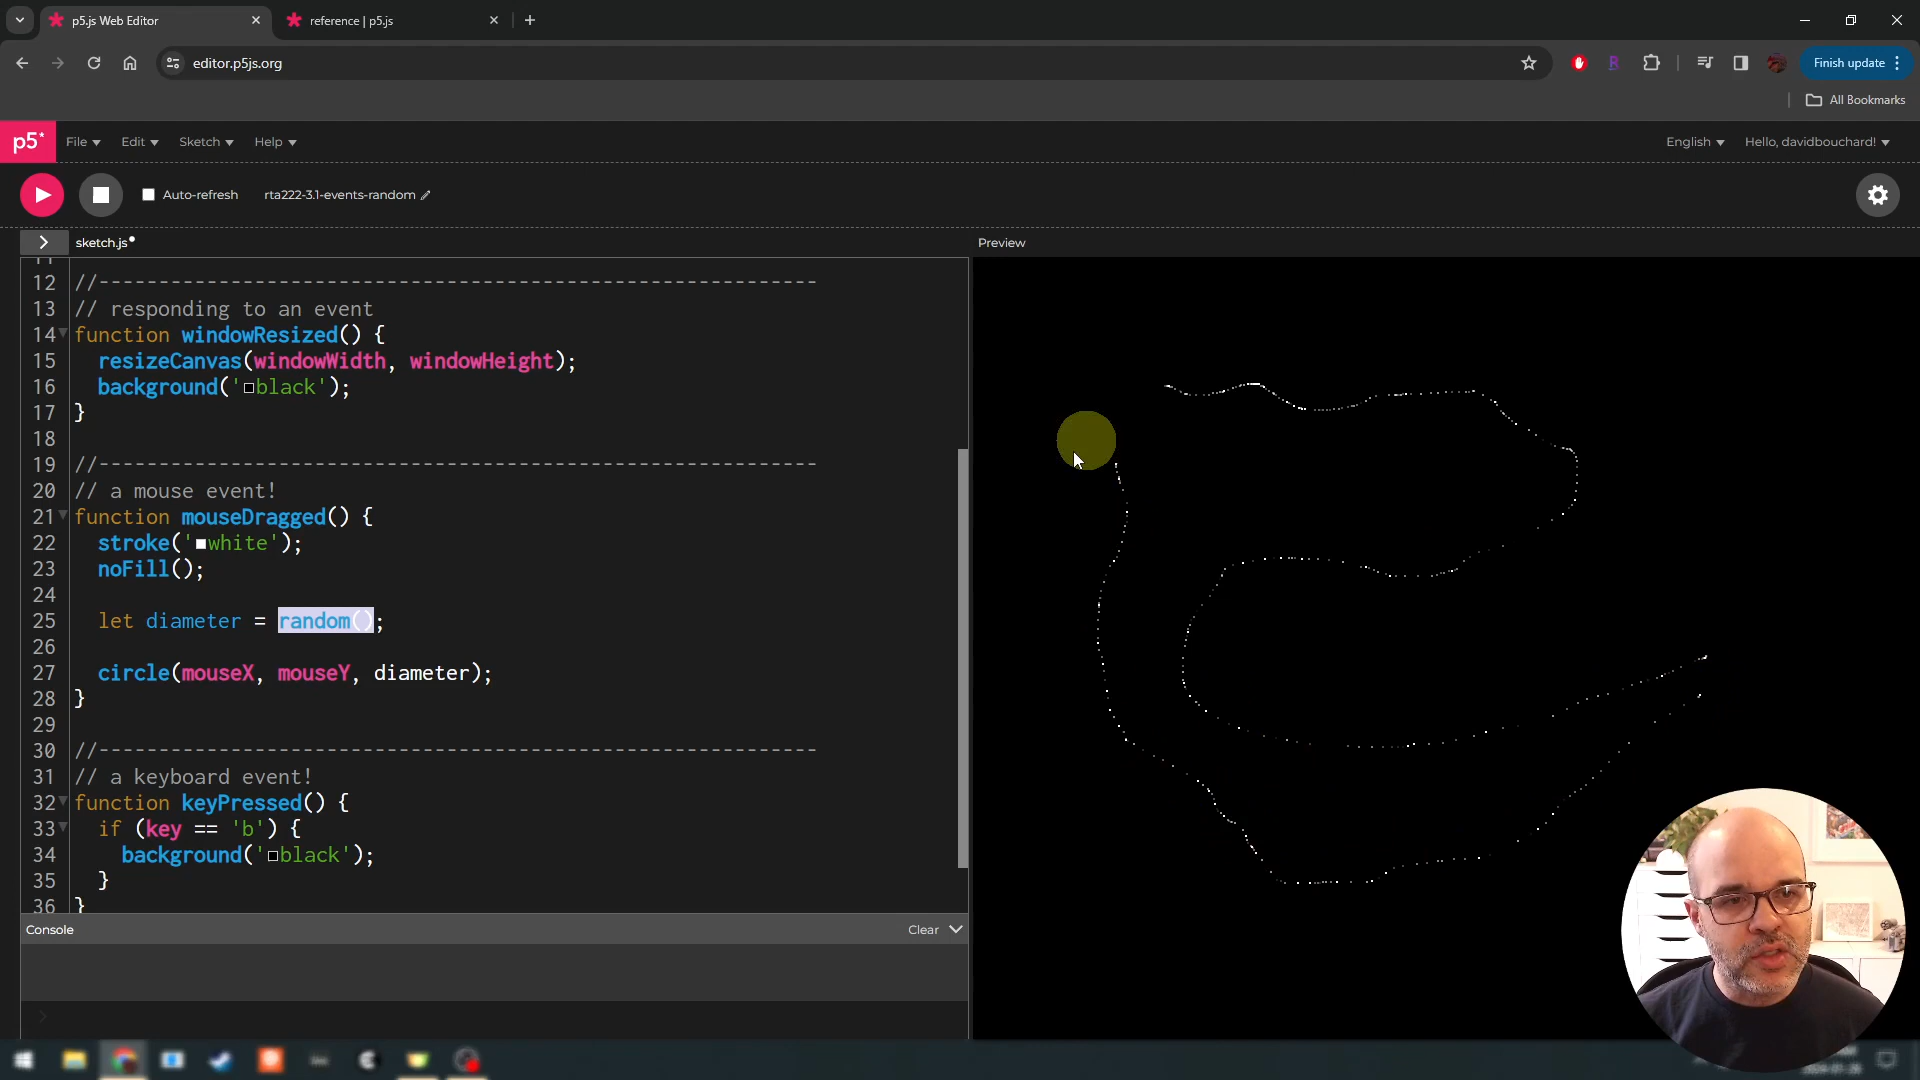 p5.js Web Editor
reference | p5.js
editor.p5js.org
Finish update
All Bookmarks
p5*
File
Edit
Sketch
Help
English
Hello, davidbouchard!
Auto-refresh
rta222-3.1-events-random
sketch.js
Preview
11
12 //------------------------------------------------------------
13 // responding to an event
14 function windowResized() {
15 resizeCanvas(windowWidth, windowHeight);
16 background('black');
17 }
18
19 //------------------------------------------------------------
20 // a mouse event!
21 function mouseDragged() {
22 stroke('white');
23 noFill();
24
25 let diameter = random();
26
27 circle(mouseX, mouseY, diameter);
28 }
29
30 //------------------------------------------------------------
31 // a keyboard event!
32 function keyPressed() {
33 if (key == 'b') {
34 background('black');
35 }
36 }
Console
Clear
>